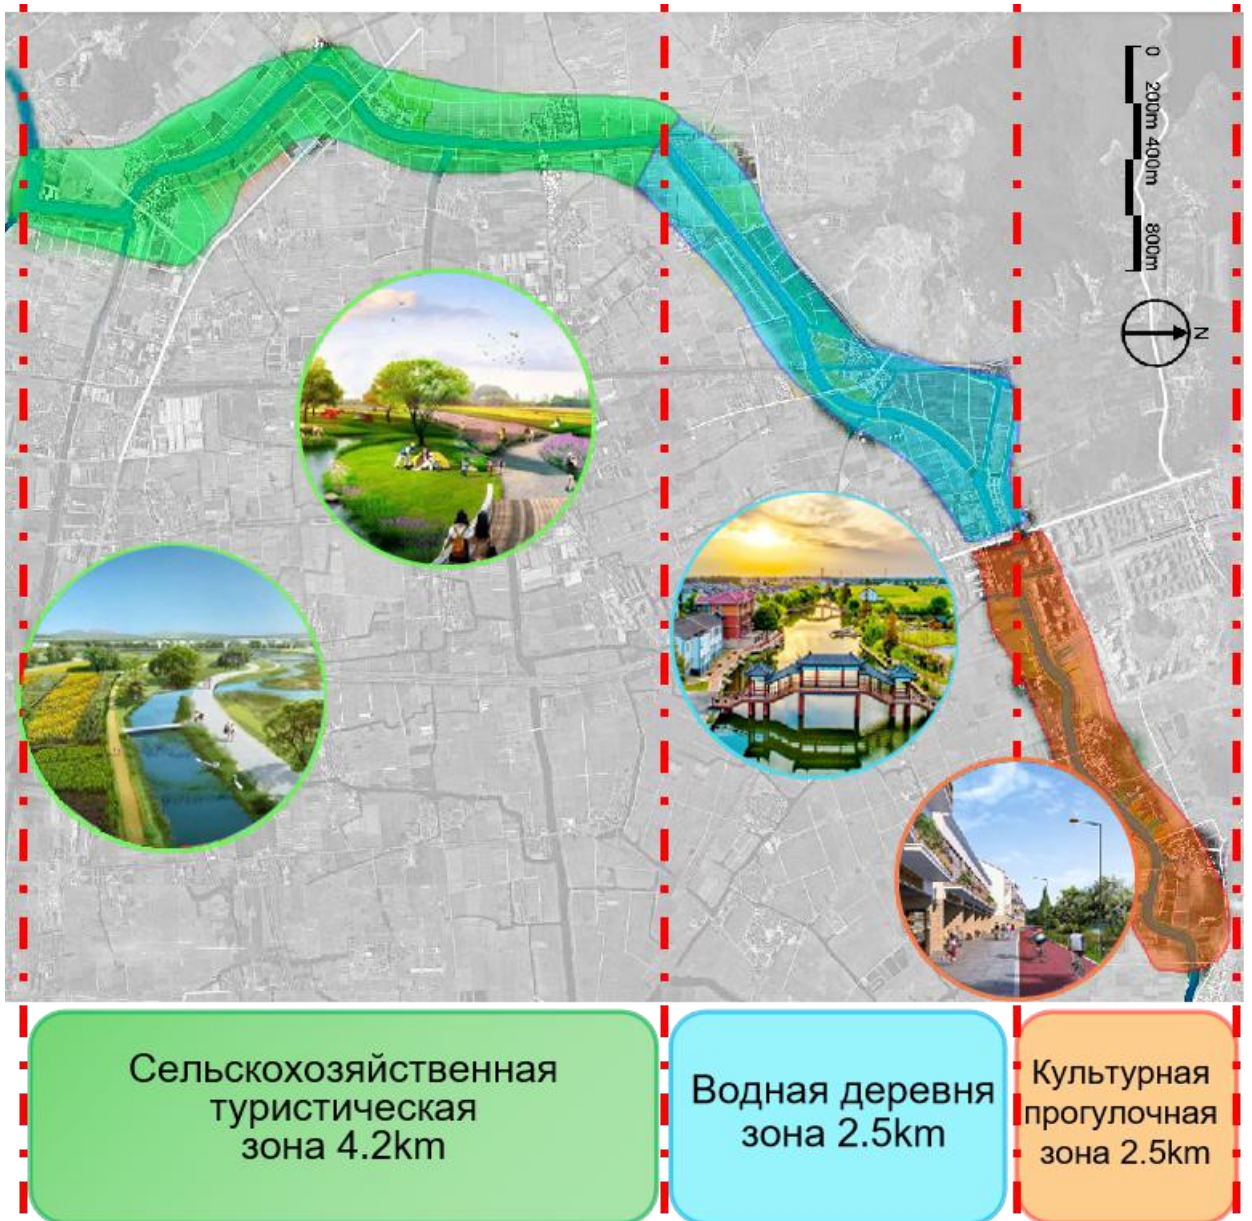 0
200m
400m
800m
N
Сельскохозяйственная
туристическая
зона 4.2km
Водная деревня
зона 2.5km
Культурная
прогулочная
зона 2.5km